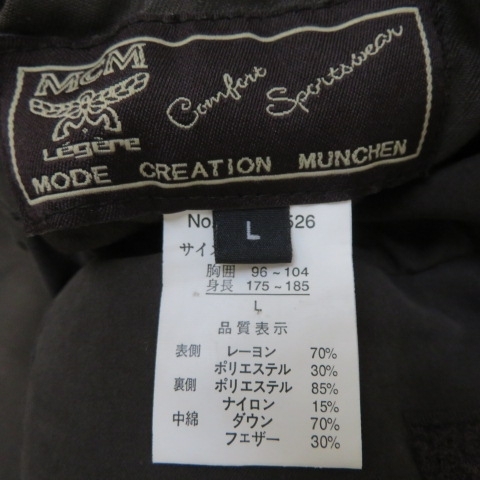 MCM
Légère
Comfort Sportswear
MODE CREATION MUNCHEN
L
No. 526
サイ
胸囲 96~104
身長 175~185
L
品質表示
表側 レーヨン 70%
ポリエステル 30%
裏側 ポリエステル 85%
ナイロン 15%
中綿 ダウン 70%
フェザー 30%